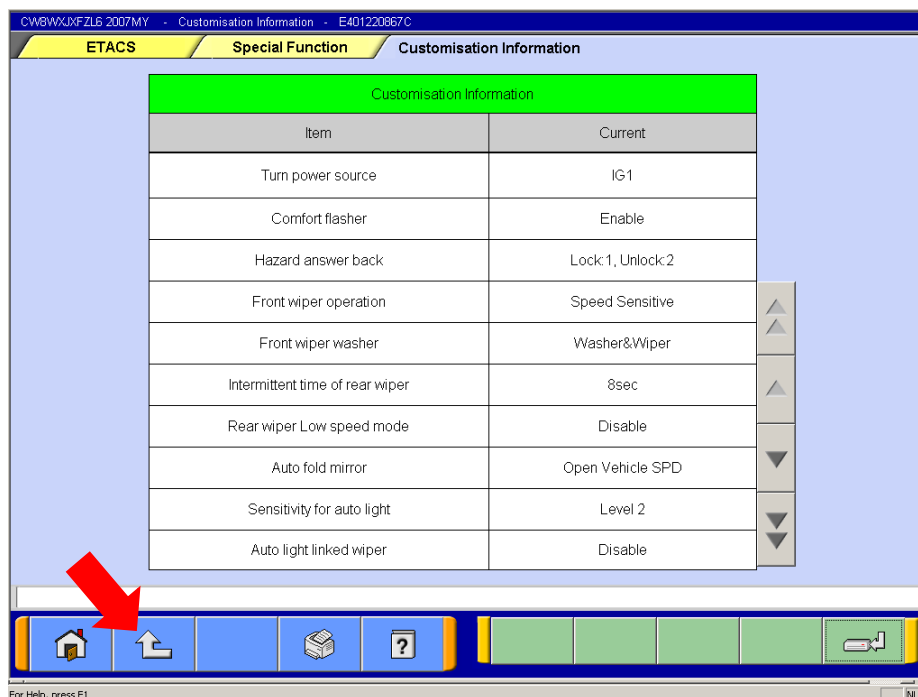 CW8WXJXFZL6 2007MY - Customisation Information - E401220867C
ETACS Special Function Customisation Information
Customisation Information
Item Current
Turn power source IG1
Comfort flasher Enable
Hazard answer back Lock:1, Unlock:2
Front wiper operation Speed Sensitive
Front wiper washer Washer&Wiper
Intermittent time of rear wiper 8sec
Rear wiper Low speed mode Disable
Auto fold mirror Open Vehicle SPD
Sensitivity for auto light Level 2
Auto light linked wiper Disable
?
For Help, press F1